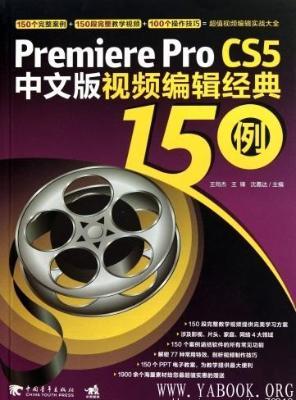 150个完整案例+150段完整教学视频+100个操作技巧=超值视频编辑实战大全
Premiere Pro CS5
中文版视频编辑经典
150例
王同杰 王锋 沈嘉达/主编
150段完整教学视频提供完美学习方案
涉及影视、片头、家庭、网络4大领域
150个案例涵括软件的所有常见功能
解密77种常用特效,剖析视频制作技巧
150个PPT电子教案,为教学提供最大便利
1000余个海量素材给您最超值实惠的赠送
中国青年出版社
WWW.YABOOK.ORG